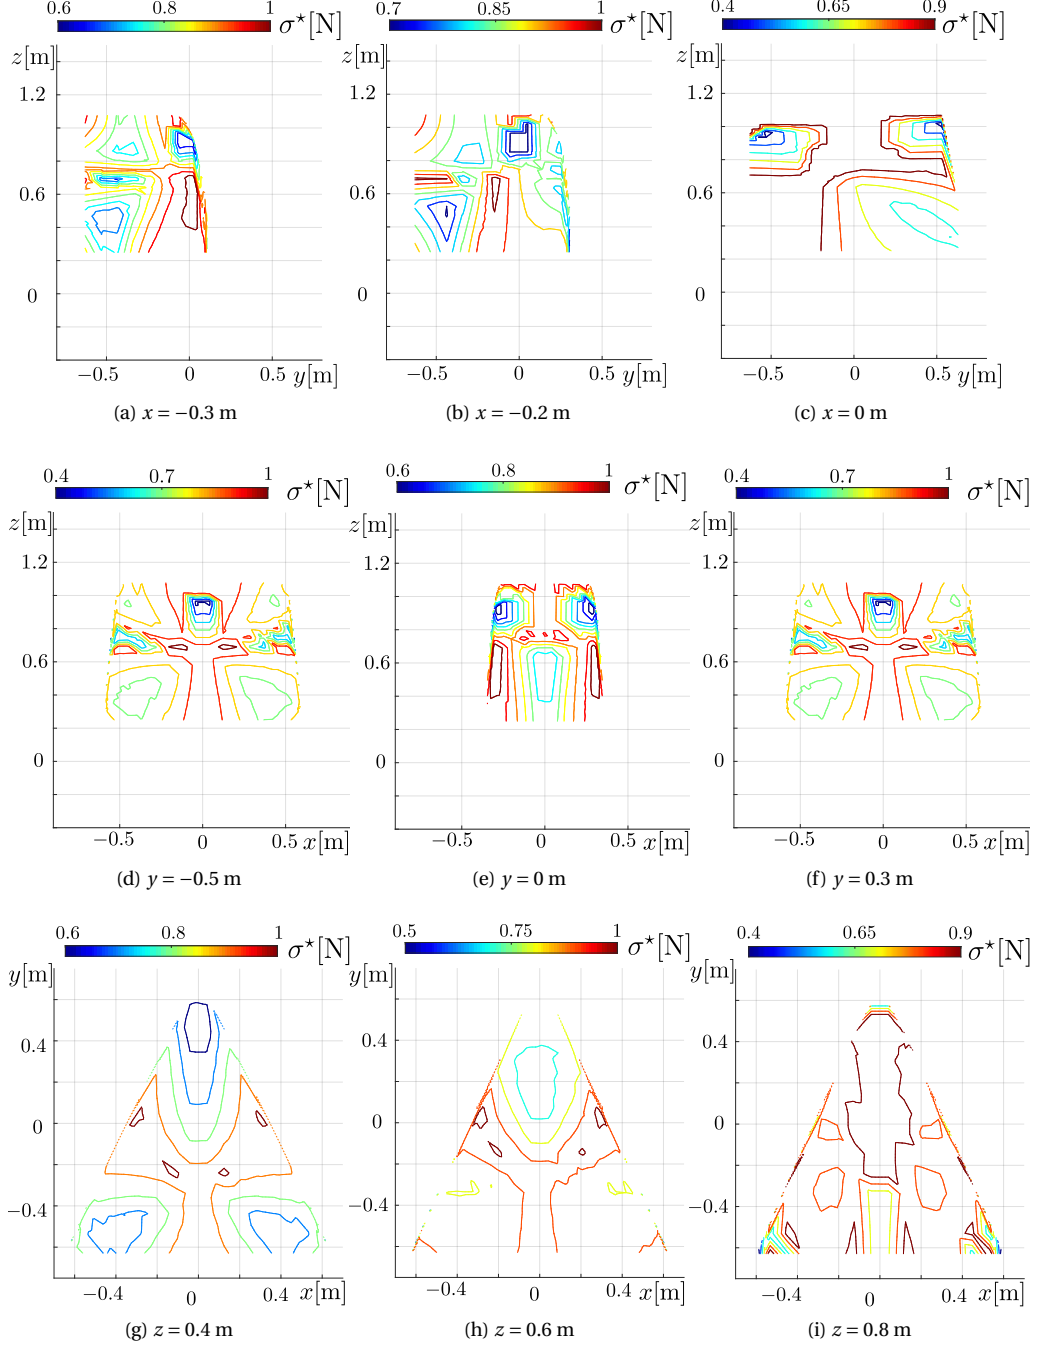 0.6 0.8 1 σ⋆[N]
z[m]
1.2
0.6
0
−0.5 0 0.5 y[m]
(a) x = −0.3 m
0.7 0.85 1 σ⋆[N]
z[m]
1.2
0.6
0
−0.5 0 0.5 y[m]
(b) x = −0.2 m
0.4 0.65 0.9 σ⋆[N]
z[m]
1.2
0.6
0
−0.5 0 0.5 y[m]
(c) x = 0 m
0.4 0.7 1 σ⋆[N]
z[m]
1.2
0.6
0
−0.5 0 0.5 x[m]
(d) y = −0.5 m
0.6 0.8 1 σ⋆[N]
z[m]
1.2
0.6
0
−0.5 0 0.5 x[m]
(e) y = 0 m
0.4 0.7 1 σ⋆[N]
z[m]
1.2
0.6
0
−0.5 0 0.5 x[m]
(f) y = 0.3 m
0.6 0.8 1 σ⋆[N]
y[m]
0.4
0
−0.4
−0.4 0 0.4 x[m]
(g) z = 0.4 m
0.5 0.75 1 σ⋆[N]
y[m]
0.4
0
−0.4
−0.4 0 0.4 x[m]
(h) z = 0.6 m
0.4 0.65 0.9 σ⋆[N]
y[m]
0.4
0
−0.4
−0.4 0 0.4 x[m]
(i) z = 0.8 m